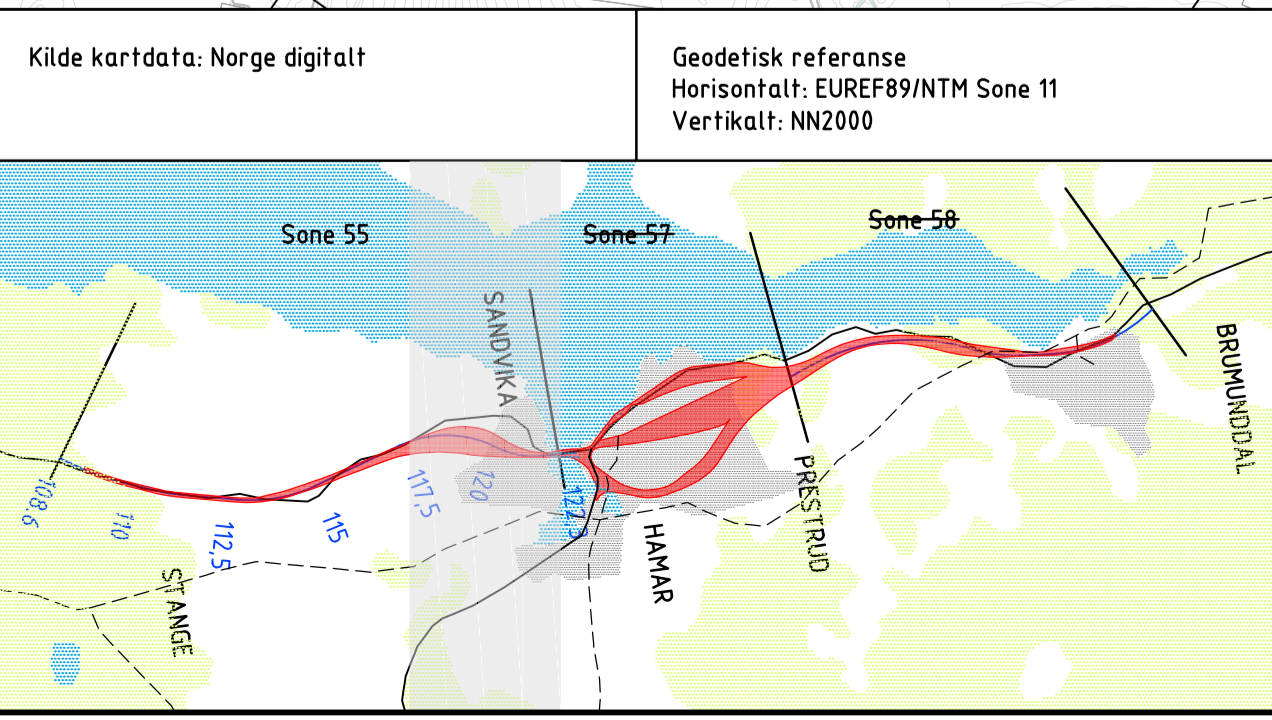 Kilde kartdata: Norge digitalt
Geodetisk referanse
Horisontalt: EUREF89/NTM Sone 11
Vertikalt: NN2000
Sone 55
Sone 57
Sone 58
SANDVIKA
BRUMUNDDAL
108.6
110
112,5
115
117,5
120
122,5
STANGE
HAMAR
PRESTRUD